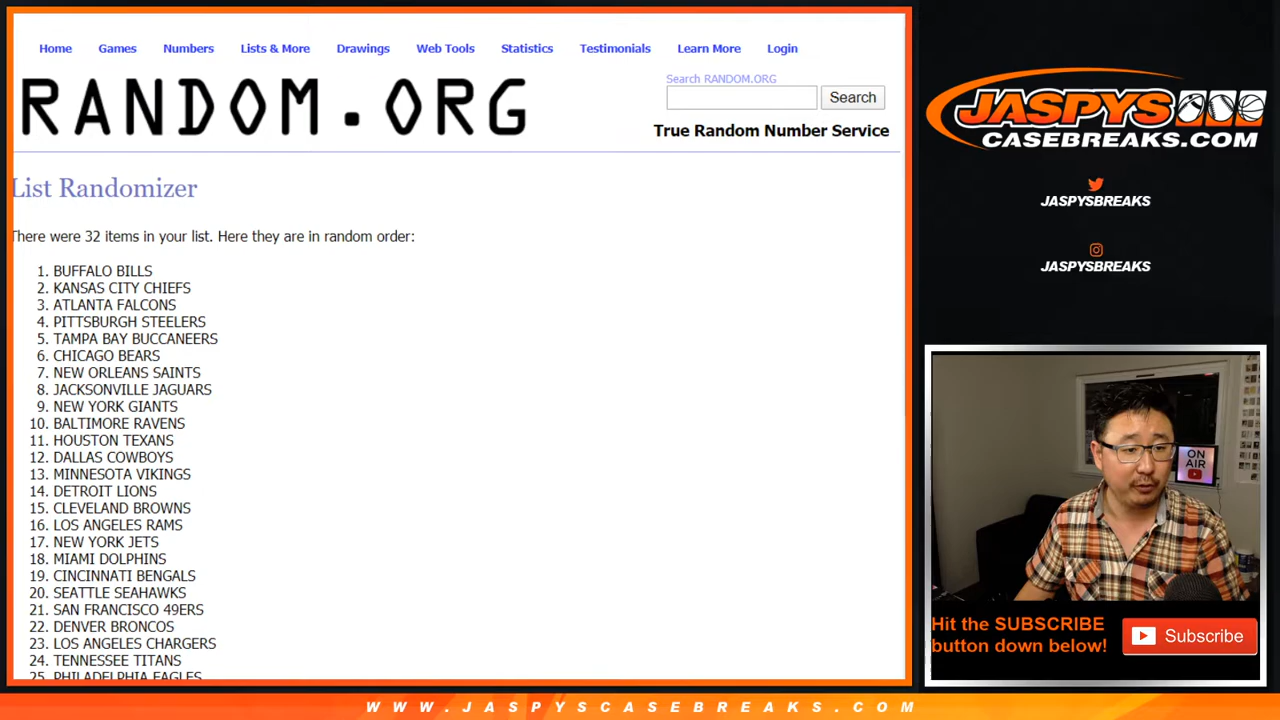 Home Games Numbers Lists & More Drawings Web Tools Statistics Testimonials Learn More Login
RANDOM.ORG
Search RANDOM.ORG
Search
True Random Number Service
List Randomizer
There were 32 items in your list. Here they are in random order:
1. BUFFALO BILLS
2. KANSAS CITY CHIEFS
3. ATLANTA FALCONS
4. PITTSBURGH STEELERS
5. TAMPA BAY BUCCANEERS
6. CHICAGO BEARS
7. NEW ORLEANS SAINTS
8. JACKSONVILLE JAGUARS
9. NEW YORK GIANTS
10. BALTIMORE RAVENS
11. HOUSTON TEXANS
12. DALLAS COWBOYS
13. MINNESOTA VIKINGS
14. DETROIT LIONS
15. CLEVELAND BROWNS
16. LOS ANGELES RAMS
17. NEW YORK JETS
18. MIAMI DOLPHINS
19. CINCINNATI BENGALS
20. SEATTLE SEAHAWKS
21. SAN FRANCISCO 49ERS
22. DENVER BRONCOS
23. LOS ANGELES CHARGERS
24. TENNESSEE TITANS
25. PHILADELPHIA EAGLES
JASPYS
CASEBREAKS.COM
JASPYSBREAKS
JASPYSBREAKS
ON
AIR
Hit the SUBSCRIBE
button down below!
Subscribe
WWW.JASPYSCASEBREAKS.COM